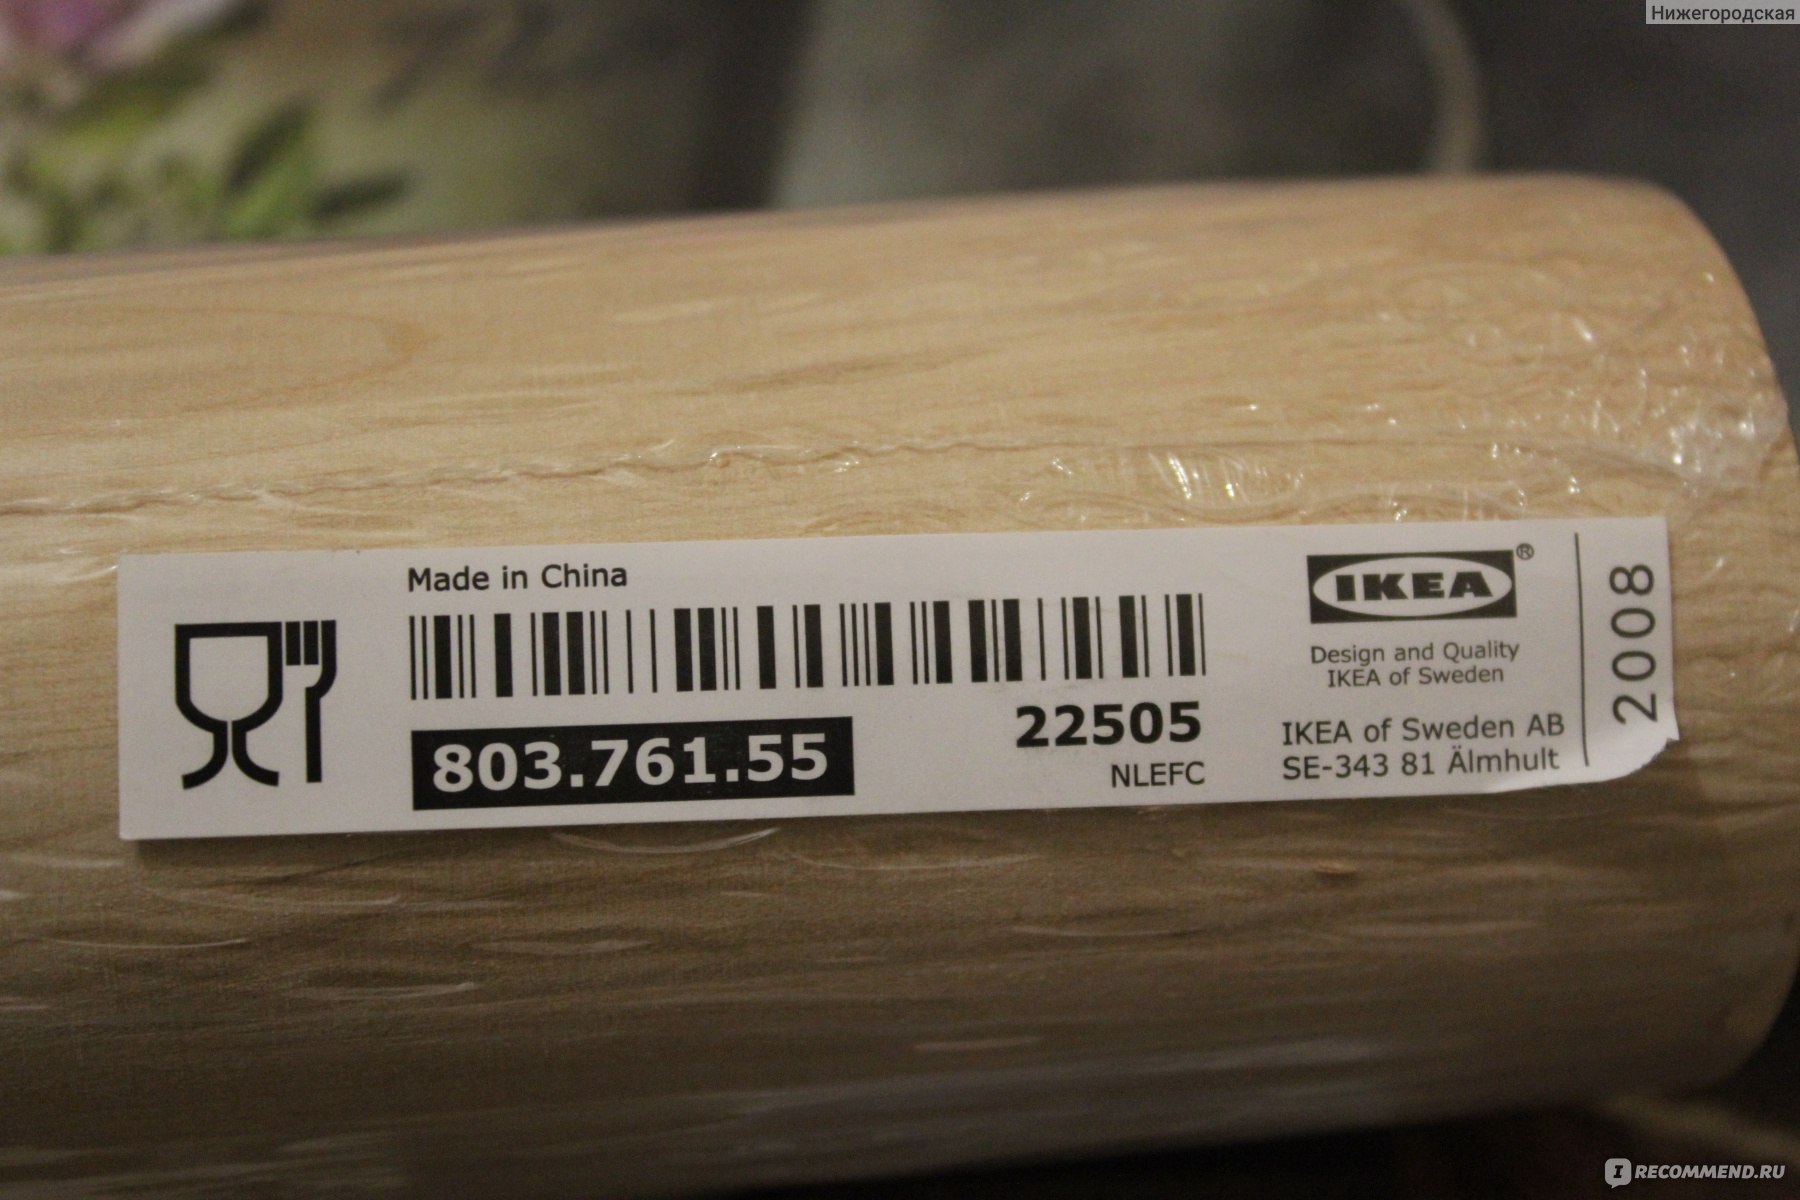 Нижегородская
Made in China
803.761.55
22505
NLEFC
IKEA®
Design and Quality
IKEA of Sweden
IKEA of Sweden AB
SE-343 81 Älmhult
2008
IRECOMMEND.RU